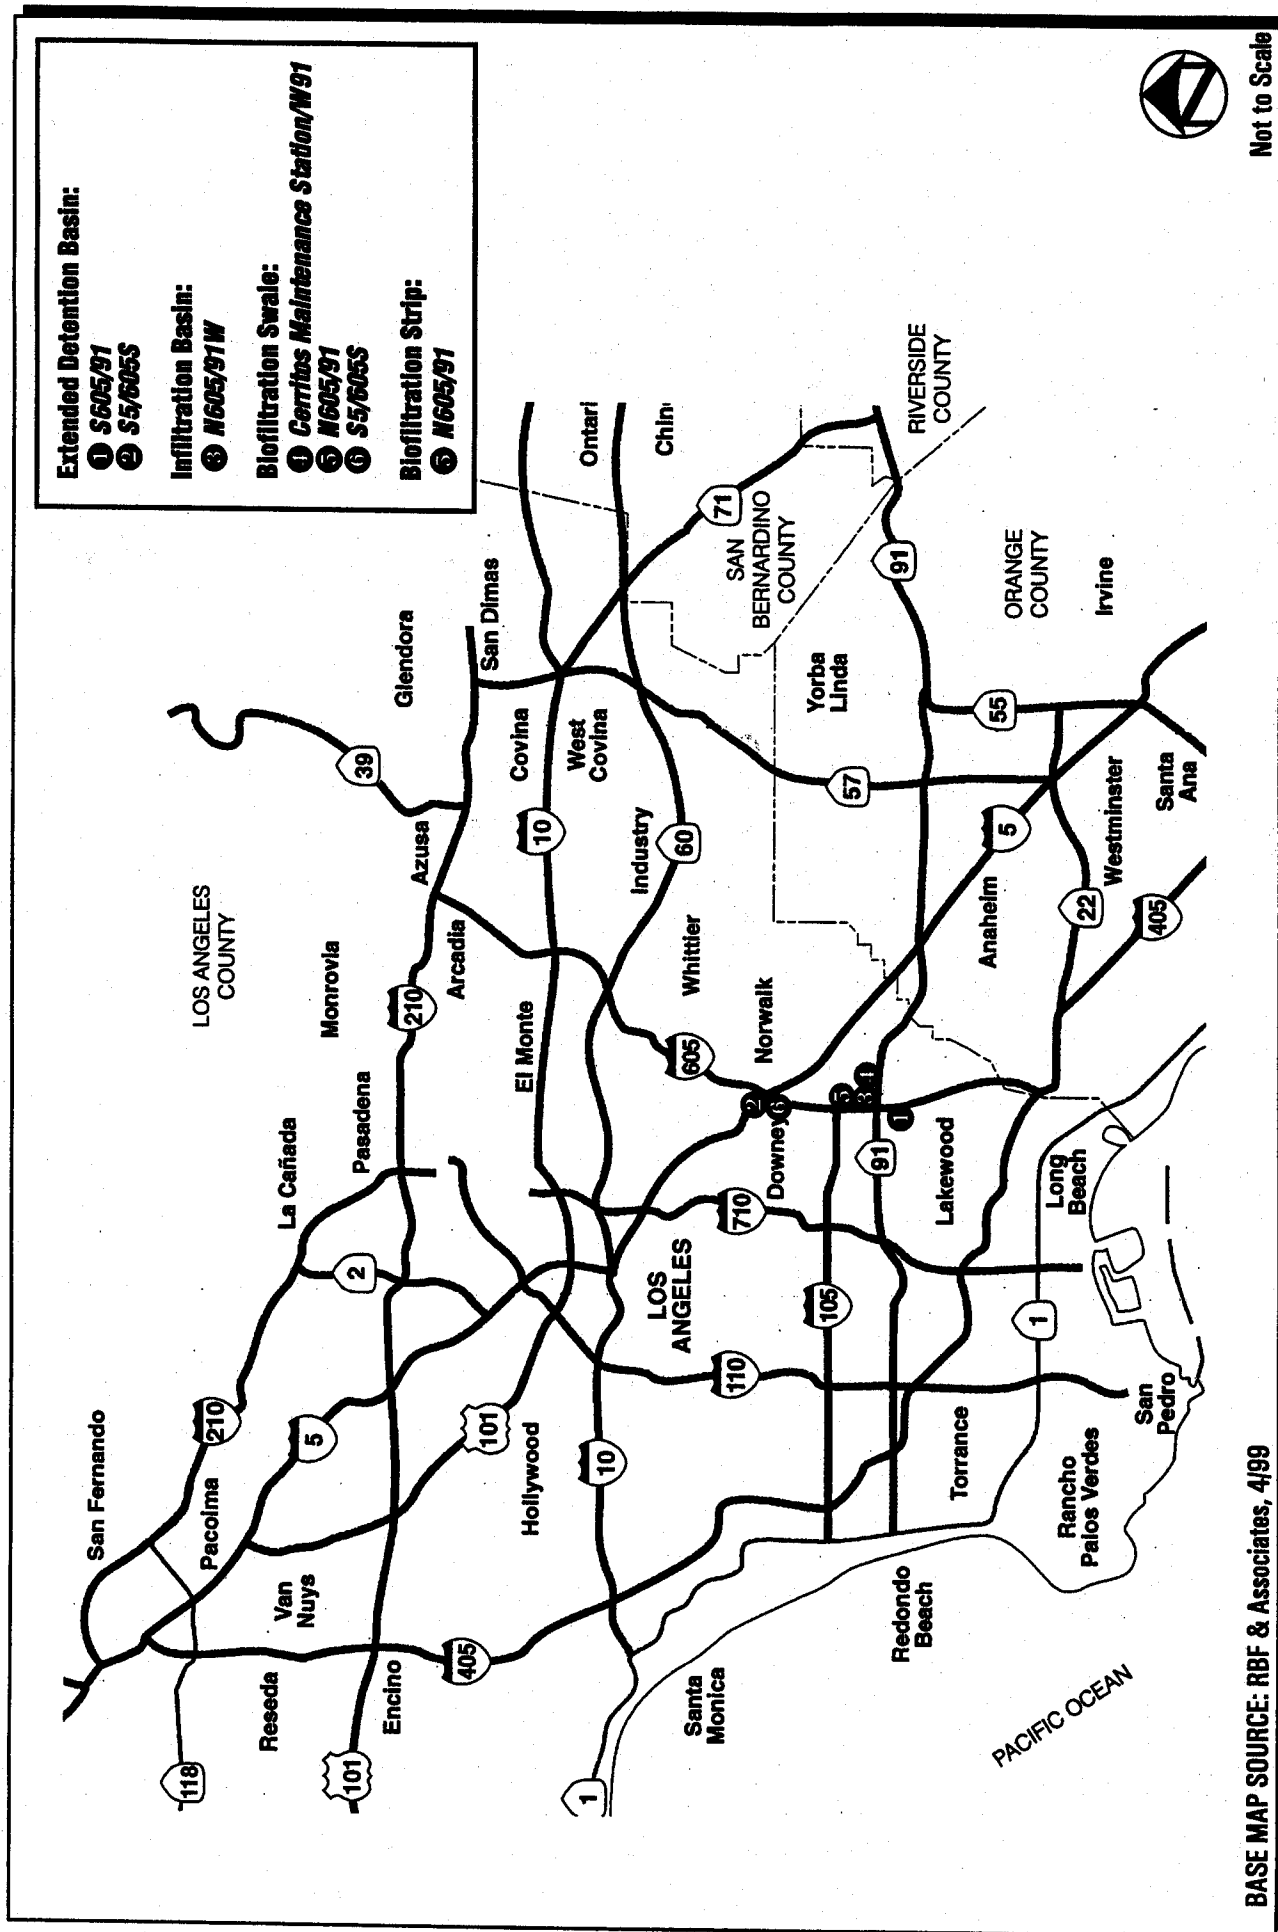 Extended Detention Basin:
1 S605/91
2 S5/605S
Infiltration Basin:
3 N605/91W
Biofiltration Swale:
4 Cerritos Maintenance Station/W91
5 N605/91
6 S5/605S
Biofiltration Strip:
5 N605/91
LOS ANGELES
COUNTY
San Fernando
118
210
Pacoima
5
Reseda
Van
Nuys
101
Encino
405
La Cañada
2
Pasadena
Monrovia
210
Arcadia
Azusa
39
Glendora
San Dimas
101
Hollywood
El Monte
10
Covina
West
Covina
Ontari
Chin
1
10
Santa
Monica
LOS
ANGELES
110
710
605
Whittier
Industry
60
71
SAN
BERNARDINO
COUNTY
Downey
Norwalk
2
6
5
3
4
1
105
91
57
Yorba
Linda
91
RIVERSIDE
COUNTY
Redondo
Beach
Torrance
Lakewood
Anaheim
5
55
ORANGE
COUNTY
Irvine
Rancho
Palos Verdes
1
Long
Beach
22
405
Westminster
Santa
Ana
San
Pedro
PACIFIC OCEAN
N
Not to Scale
BASE MAP SOURCE: RBF & Associates, 4/99